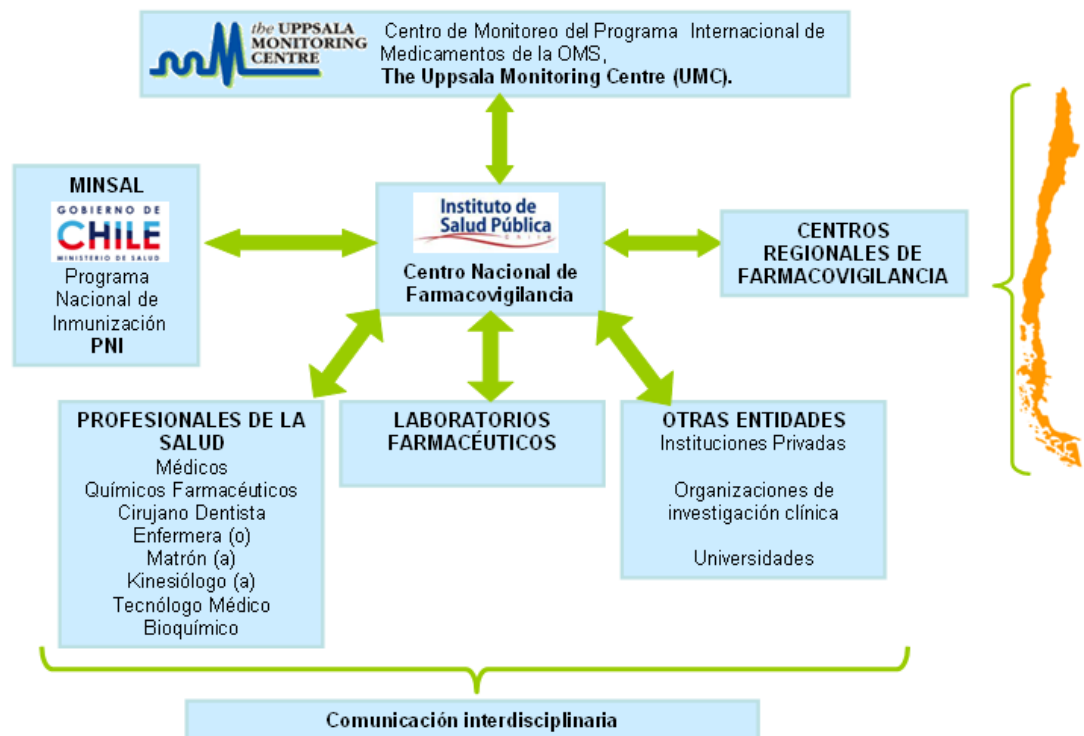 the UPPSALA
MONITORING
CENTRE
Centro de Monitoreo del Programa Internacional de
Medicamentos de la OMS,
The Uppsala Monitoring Centre (UMC).
MINSAL
GOBIERNO DE
CHILE
MINISTERIO DE SALUD
Programa
Nacional de
Inmunización
PNI
Instituto de
Salud Pública
CHILE
Centro Nacional de
Farmacovigilancia
CENTROS
REGIONALES DE
FARMACOVIGILANCIA
PROFESIONALES DE LA
SALUD
Médicos
Químicos Farmacéuticos
Cirujano Dentista
Enfermera (o)
Matrón (a)
Kinesiólogo (a)
Tecnólogo Médico
Bioquímico
LABORATORIOS
FARMACÉUTICOS
OTRAS ENTIDADES
Instituciones Privadas
Organizaciones de
investigación clínica
Universidades
Comunicación interdisciplinaria